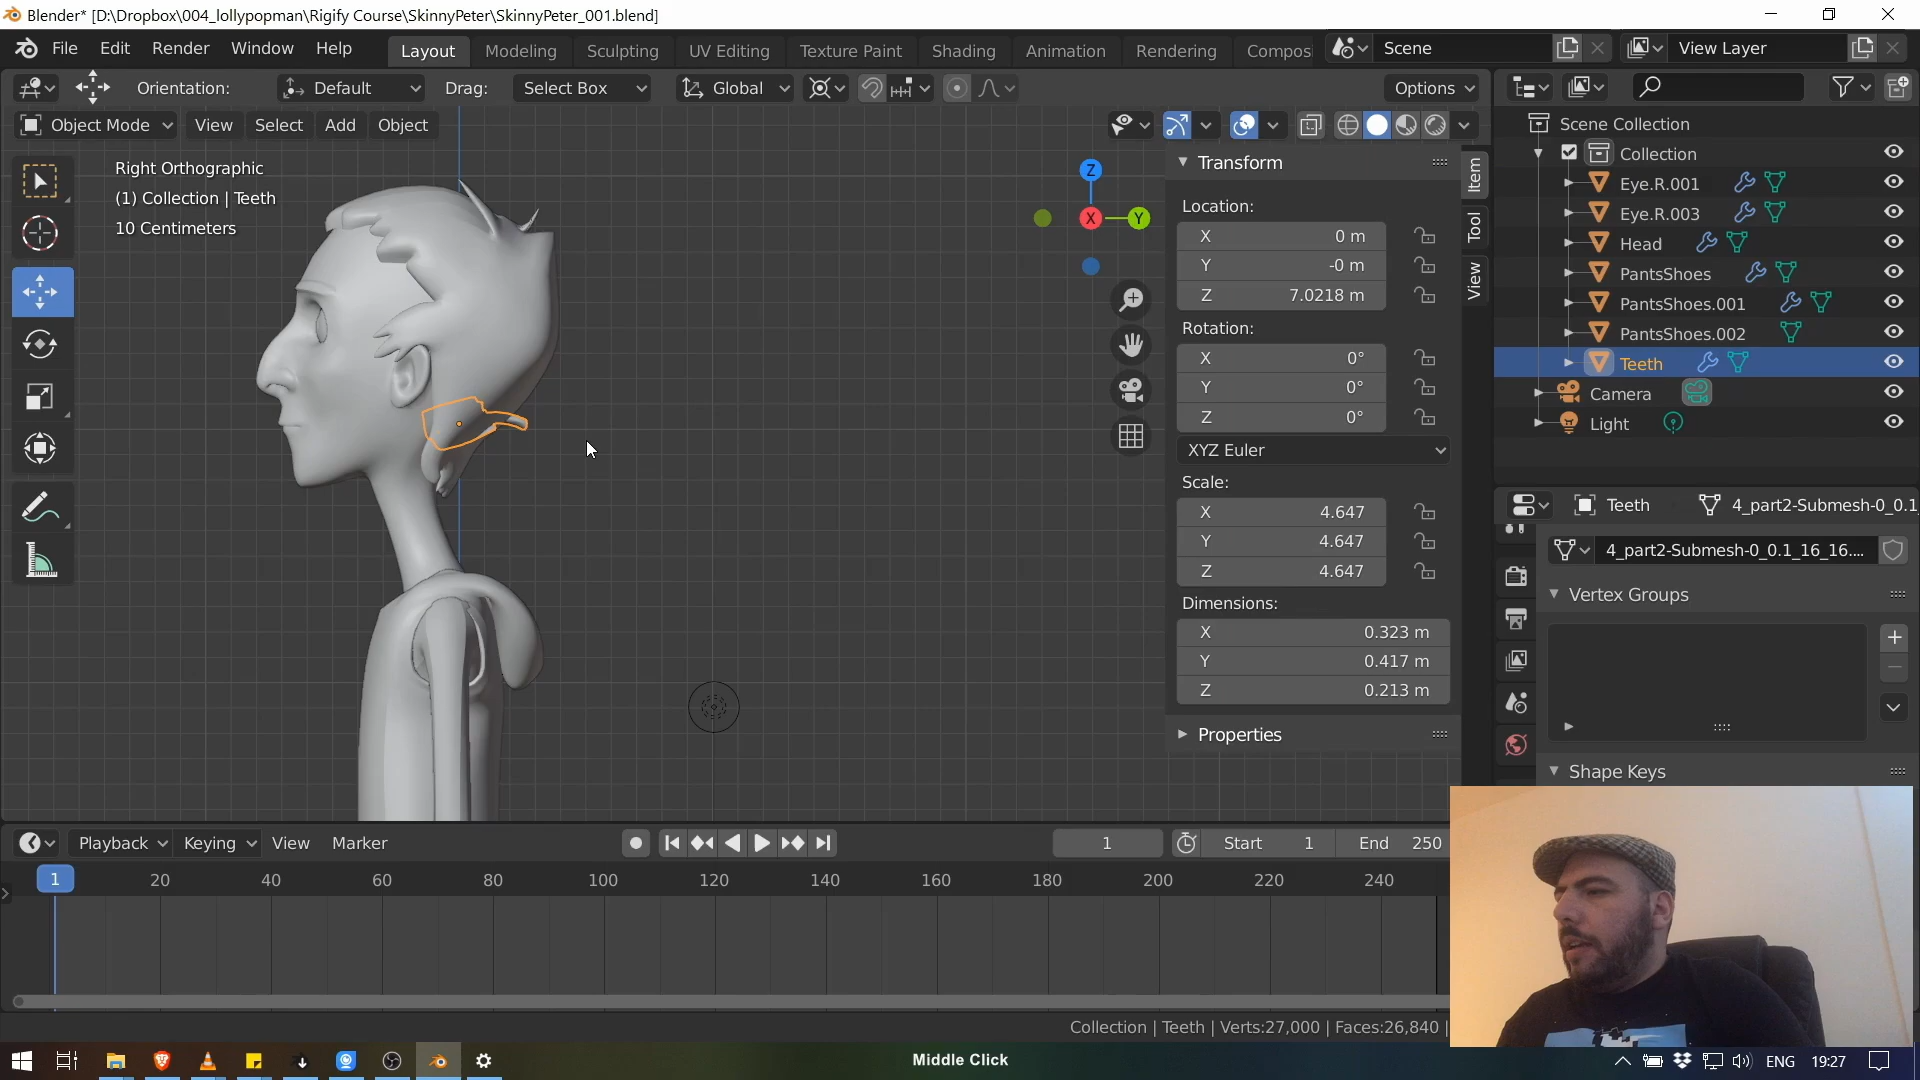 Blender* [D:\Dropbox\004_lollypopman\Rigify Course\SkinnyPeter\SkinnyPeter_001.blend]
File Edit Render Window Help Layout Modeling Sculpting UV Editing Texture Paint Shading Animation Rendering Compos Scene View Layer
Orientation: Default Drag: Select Box Global Options
Object Mode View Select Add Object
Right Orthographic
(1) Collection | Teeth
10 Centimeters
Z
X
Y
Transform
Location:
X 0 m
Y -0 m
Z 7.0218 m
Rotation:
X 0°
Y 0°
Z 0°
XYZ Euler
Scale:
X 4.647
Y 4.647
Z 4.647
Dimensions:
X 0.323 m
Y 0.417 m
Z 0.213 m
Properties
Item
Tool
View
Scene Collection
Collection
Eye.R.001
Eye.R.003
Head
PantsShoes
PantsShoes.001
PantsShoes.002
Teeth
Camera
Light
Teeth 4_part2-Submesh-0_0.1
4_part2-Submesh-0_0.1_16_16....
Vertex Groups
Shape Keys
Playback Keying View Marker 1 Start 1 End 250
1 20 40 60 80 100 120 140 160 180 200 220 240
Collection | Teeth | Verts:27,000 | Faces:26,840 |
Middle Click
ENG 19:27